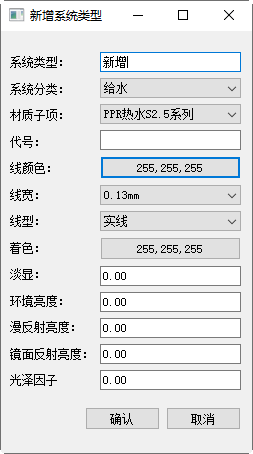 新增系统类型
系统类型: 新增
系统分类: 给水
材质子项: PPR热水S2.5系列
代号:
线颜色: 255,255,255
线宽: 0.13mm
线型: 实线
着色: 255,255,255
淡显: 0.00
环境亮度: 0.00
漫反射亮度: 0.00
镜面反射亮度: 0.00
光泽因子 0.00
确认 取消